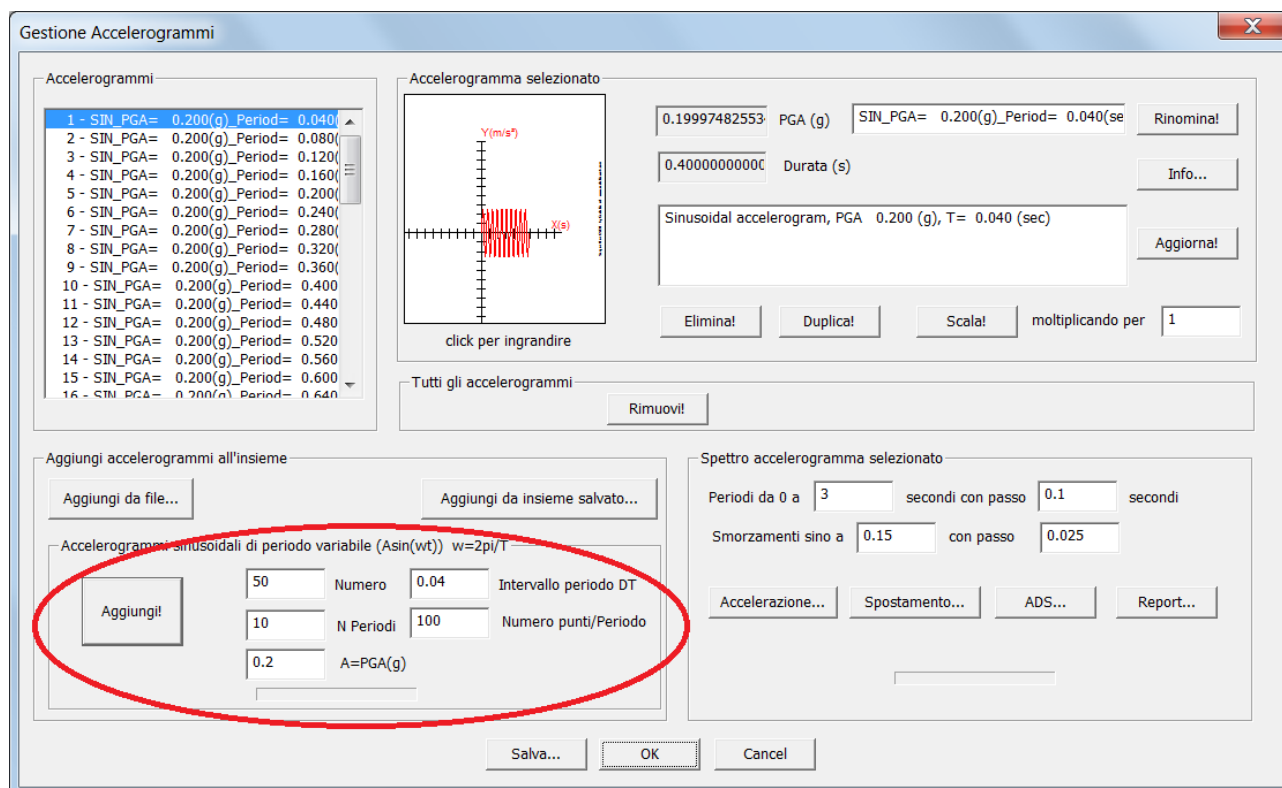 Gestione Accelerogrammi
Accelerogrammi
1 - SIN_PGA= 0.200(g)_Period= 0.040(
2 - SIN_PGA= 0.200(g)_Period= 0.080(
3 - SIN_PGA= 0.200(g)_Period= 0.120(
4 - SIN_PGA= 0.200(g)_Period= 0.160(
5 - SIN_PGA= 0.200(g)_Period= 0.200(
6 - SIN_PGA= 0.200(g)_Period= 0.240(
7 - SIN_PGA= 0.200(g)_Period= 0.280(
8 - SIN_PGA= 0.200(g)_Period= 0.320(
9 - SIN_PGA= 0.200(g)_Period= 0.360(
10 - SIN_PGA= 0.200(g)_Period= 0.400
11 - SIN_PGA= 0.200(g)_Period= 0.440
12 - SIN_PGA= 0.200(g)_Period= 0.480
13 - SIN_PGA= 0.200(g)_Period= 0.520
14 - SIN_PGA= 0.200(g)_Period= 0.560
15 - SIN_PGA= 0.200(g)_Period= 0.600
16 - SIN_PGA= 0.200(g)_Period= 0.640
Accelerogramma selezionato
Y(m/s²)
X(s)
click per ingrandire
0.1999748255 PGA (g) SIN_PGA= 0.200(g)_Period= 0.040(se Rinomina!
0.4000000000 Durata (s) Info...
Sinusoidal accelerogram, PGA 0.200 (g), T= 0.040 (sec)
Aggiorna!
Elimina! Duplica! Scala! moltiplicando per 1
Tutti gli accelerogrammi
Rimuovi!
Aggiungi accelerogrammi all'insieme
Aggiungi da file... Aggiungi da insieme salvato...
Accelerogrammi sinusoidali di periodo variabile (Asin(wt)) w=2pi/T
Aggiungi!
50 Numero 0.04 Intervallo periodo DT
10 N Periodi 100 Numero punti/Periodo
0.2 A=PGA(g)
Spettro accelerogramma selezionato
Periodi da 0 a 3 secondi con passo 0.1 secondi
Smorzamenti sino a 0.15 con passo 0.025
Accelerazione... Spostamento... ADS... Report...
Salva... OK Cancel